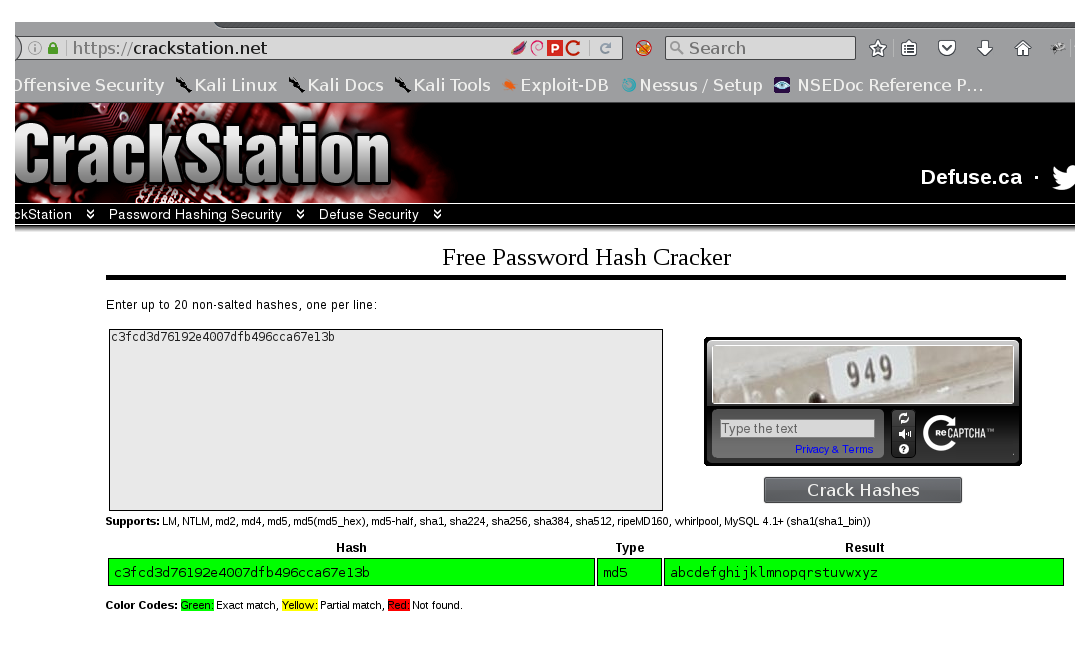 https://crackstation.net
Search
Offensive Security Kali Linux Kali Docs Kali Tools Exploit-DB Nessus / Setup NSEDoc Reference P…
CrackStation
Defuse.ca ·
ckStation Password Hashing Security Defuse Security
Free Password Hash Cracker
Enter up to 20 non-salted hashes, one per line:
c3fcd3d76192e4007dfb496cca67e13b
949
Type the text
Privacy & Terms
reCAPTCHA™
Crack Hashes
Supports: LM, NTLM, md2, md4, md5, md5(md5_hex), md5-half, sha1, sha224, sha256, sha384, sha512, ripeMD160, whirlpool, MySQL 4.1+ (sha1(sha1_bin))
Hash Type Result
c3fcd3d76192e4007dfb496cca67e13b md5 abcdefghijklmnopqrstuvwxyz
Color Codes: Green: Exact match, Yellow: Partial match, Red: Not found.